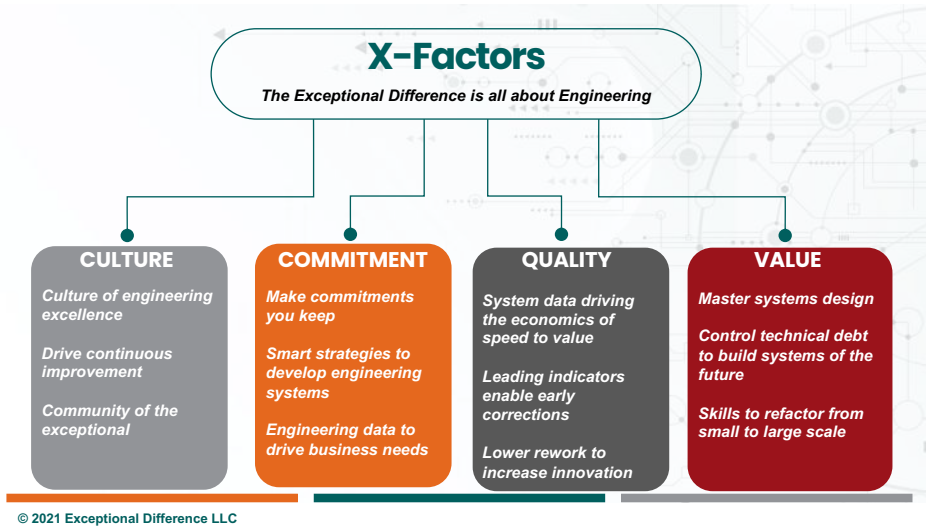 X-Factors
The Exceptional Difference is all about Engineering
CULTURE
Culture of engineering
excellence
Drive continuous
improvement
Community of the
exceptional
COMMITMENT
Make commitments
you keep
Smart strategies to
develop engineering
systems
Engineering data to
drive business needs
QUALITY
System data driving
the economics of
speed to value
Leading indicators
enable early
corrections
Lower rework to
increase innovation
VALUE
Master systems design
Control technical debt
to build systems of the
future
Skills to refactor from
small to large scale
© 2021 Exceptional Difference LLC